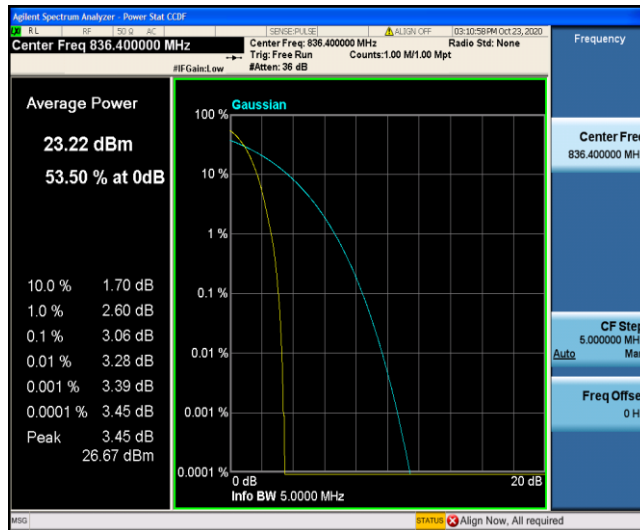 Agilent Spectrum Analyzer - Power Stat CCDF
RL RF 50 Ω AC SENSE:PULSE ALIGN OFF 03:10:58 PM Oct 23, 2020
Center Freq 836.400000 MHz
Center Freq: 836.400000 MHz Radio Std: None
Trig: Free Run Counts:1.00 M/1.00 Mpt
#IFGain:Low #Atten: 36 dB
Frequency
Average Power
23.22 dBm
53.50 % at 0dB
10.0 % 1.70 dB
1.0 % 2.60 dB
0.1 % 3.06 dB
0.01 % 3.28 dB
0.001 % 3.39 dB
0.0001 % 3.45 dB
Peak 3.45 dB
26.67 dBm
Gaussian
100 %
10 %
1 %
0.1 %
0.01 %
0.001 %
0.0001 %
0 dB 20 dB
Info BW 5.0000 MHz
Center Fre
836.400000 MH
CF Step
5.000000 MH
Auto Ma
Freq Offse
0 H
MSG
STATUS Align Now, All required